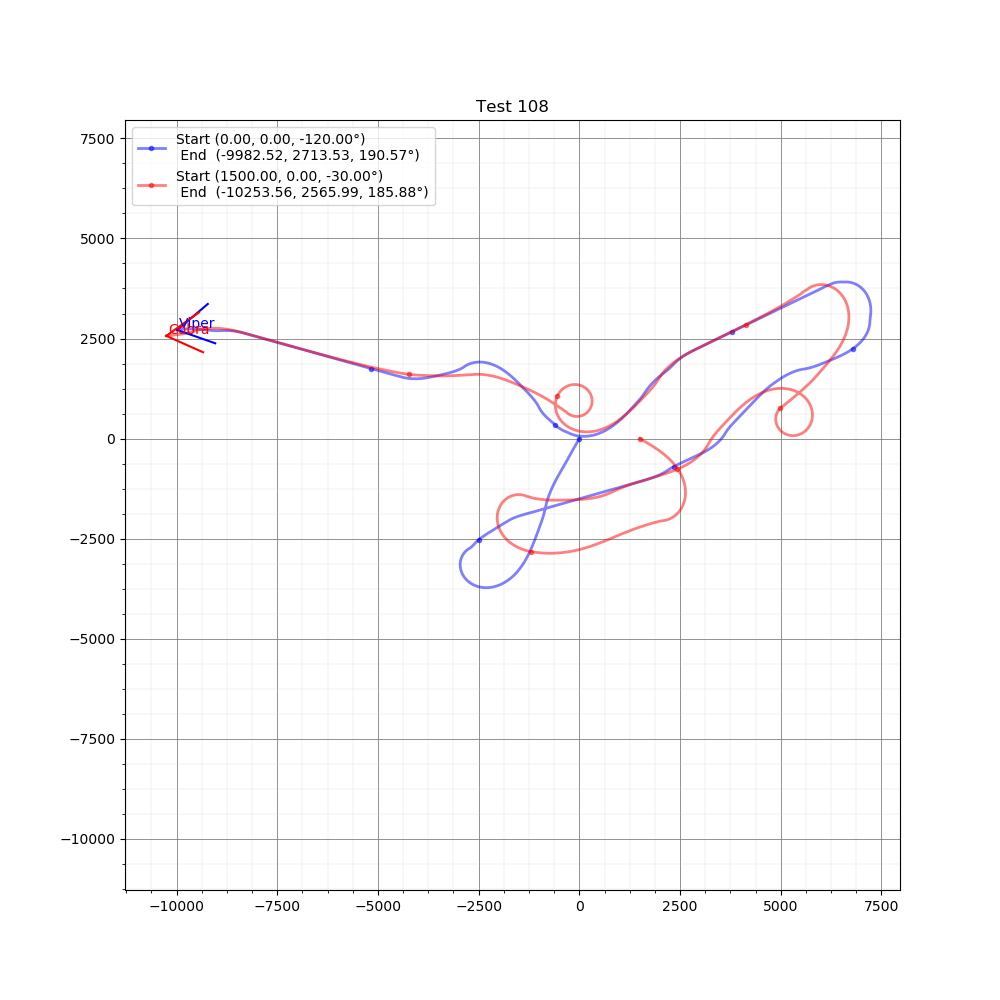 Test 108
Start (0.00, 0.00, -120.00°)
End  (-9982.52, 2713.53, 190.57°)
Start (1500.00, 0.00, -30.00°)
End  (-10253.56, 2565.99, 185.88°)
7500
5000
2500
0
−2500
−5000
−7500
−10000
Viper
Cobra
−10000
−7500
−5000
−2500
0
2500
5000
7500